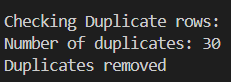 Checking Duplicate rows:
Number of duplicates: 30
Duplicates removed